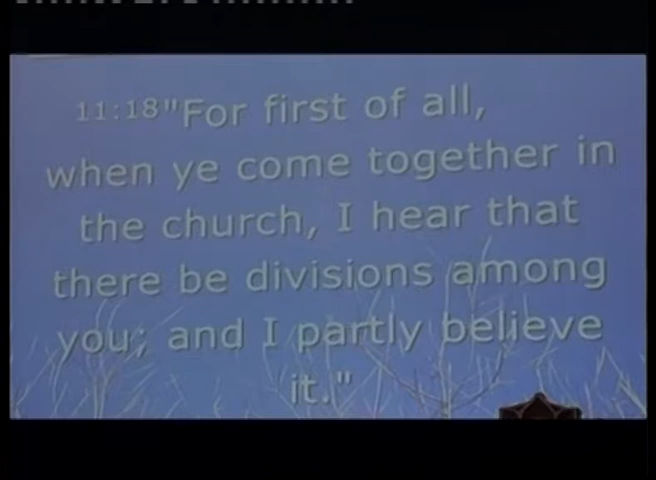 11:18"For first of all,
when ye come together in
the church, I hear that
there be divisions among
you; and I partly believe
it."